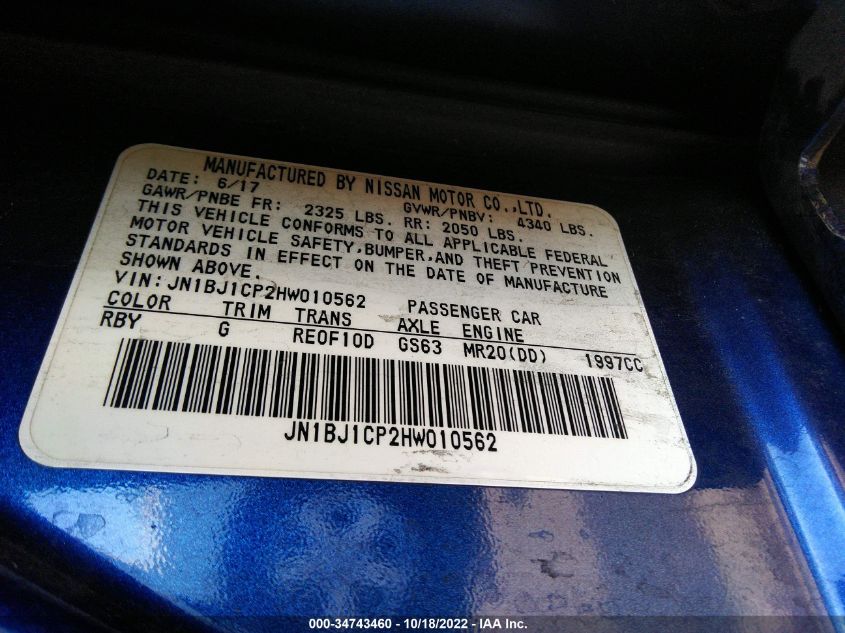 MANUFACTURED BY NISSAN MOTOR CO.,LTD.
DATE: 6/17 GVWR/PNBV: 4340 LBS.
GAWR/PNBE FR: 2325 LBS. RR: 2050 LBS.
THIS VEHICLE CONFORMS TO ALL APPLICABLE FEDERAL
MOTOR VEHICLE SAFETY,BUMPER,AND THEFT PREVENTION
STANDARDS IN EFFECT ON THE DATE OF MANUFACTURE
SHOWN ABOVE.
VIN:JN1BJ1CP2HW010562 PASSENGER CAR
COLOR TRIM TRANS AXLE ENGINE
RBY G RE0F10D GS63 MR20(DD) 1997CC
JN1BJ1CP2HW010562
000-34743460 - 10/18/2022 - IAA Inc.